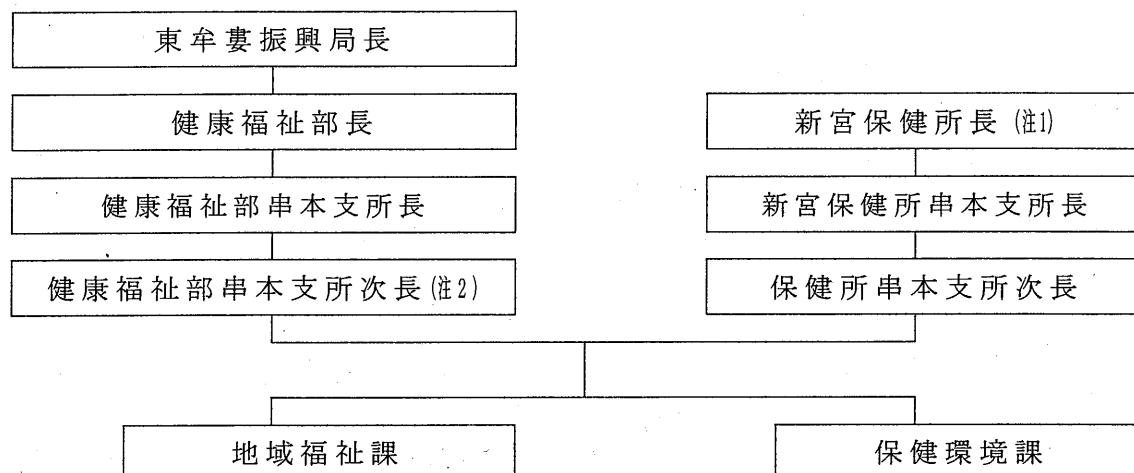 東牟婁振興局長
健康福祉部長
新宮保健所長(注1)
健康福祉部串本支所長
新宮保健所串本支所長
健康福祉部串本支所次長(注2)
保健所串本支所次長
地域福祉課
保健環境課